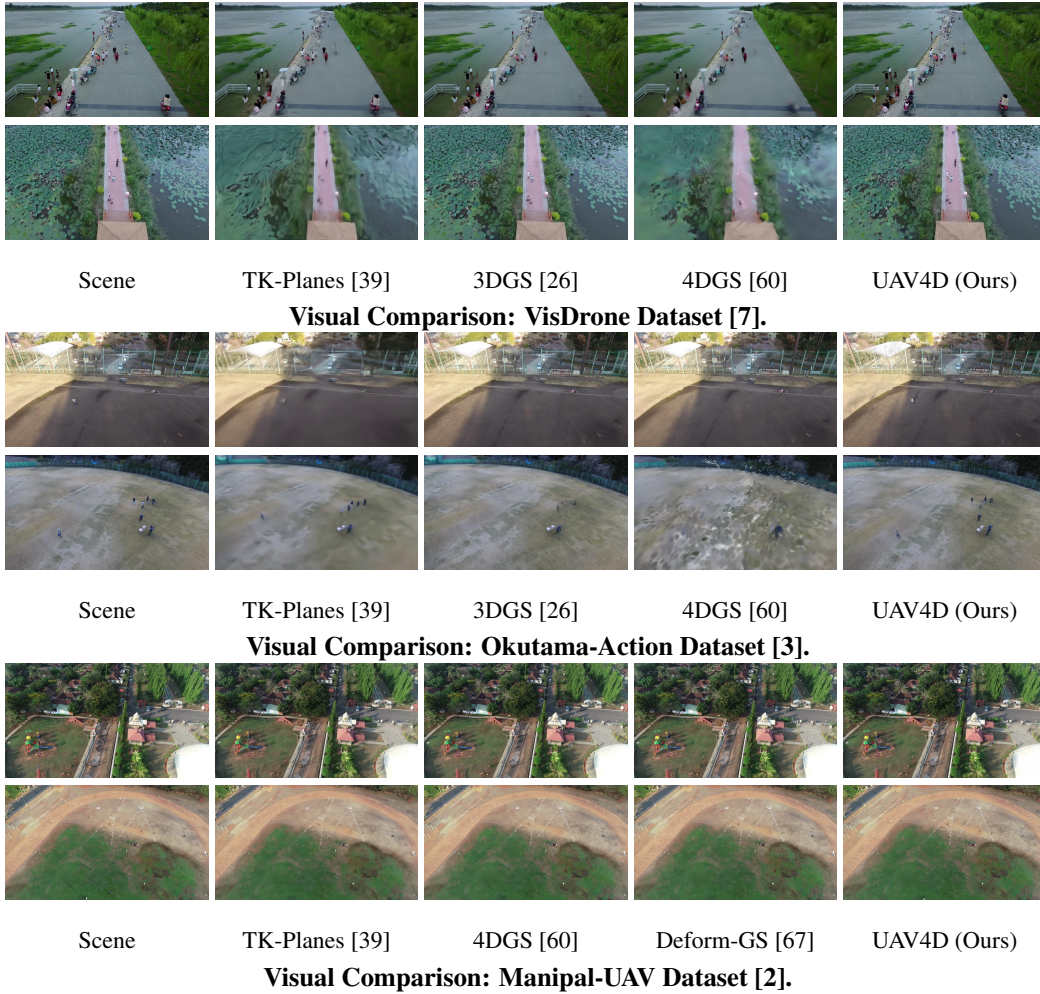 Scene TK-Planes [39] 3DGS [26] 4DGS [60] UAV4D (Ours)
Visual Comparison: VisDrone Dataset [7].
Scene TK-Planes [39] 3DGS [26] 4DGS [60] UAV4D (Ours)
Visual Comparison: Okutama-Action Dataset [3].
Scene TK-Planes [39] 4DGS [60] Deform-GS [67] UAV4D (Ours)
Visual Comparison: Manipal-UAV Dataset [2].